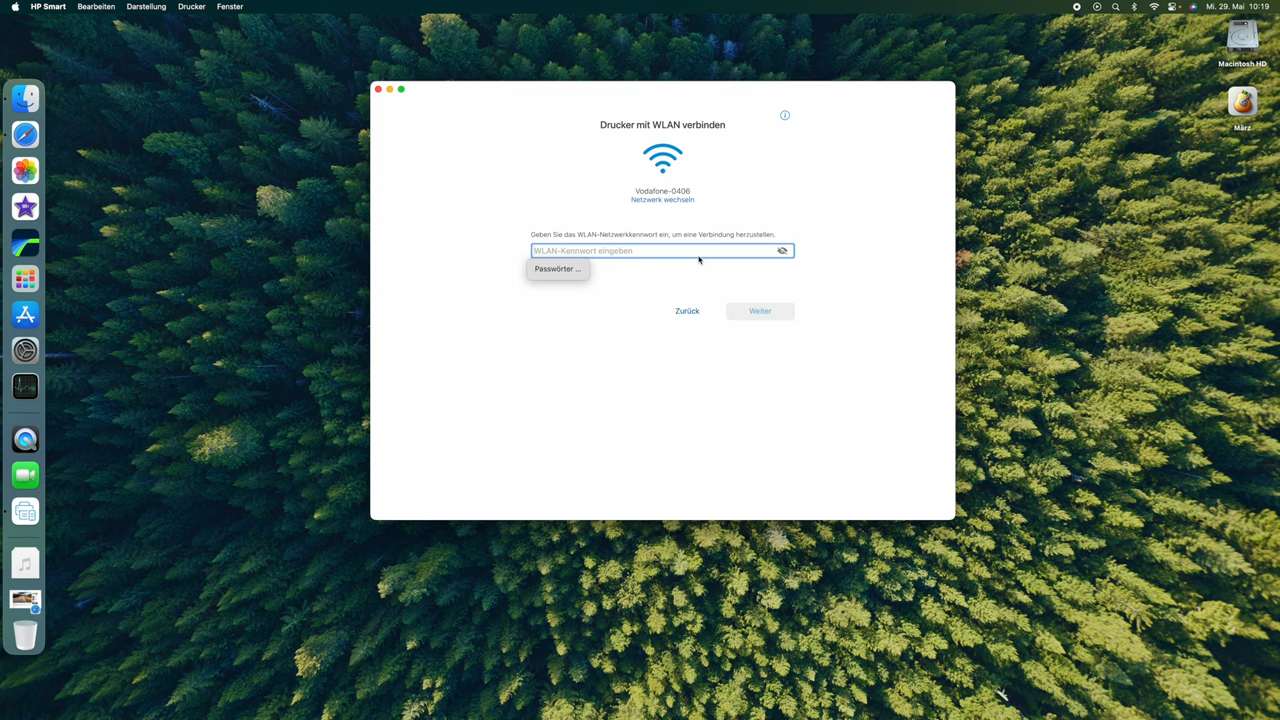 HP Smart Bearbeiten Darstellung Drucker Fenster
Mi. 29. Mai 10:19
Macintosh HD
März
Drucker mit WLAN verbinden
Vodafone-0406
Netzwerk wechseln
Geben Sie das WLAN-Netzwerkkennwort ein, um eine Verbindung herzustellen.
WLAN-Kennwort eingeben
Passwörter ...
Zurück
Weiter